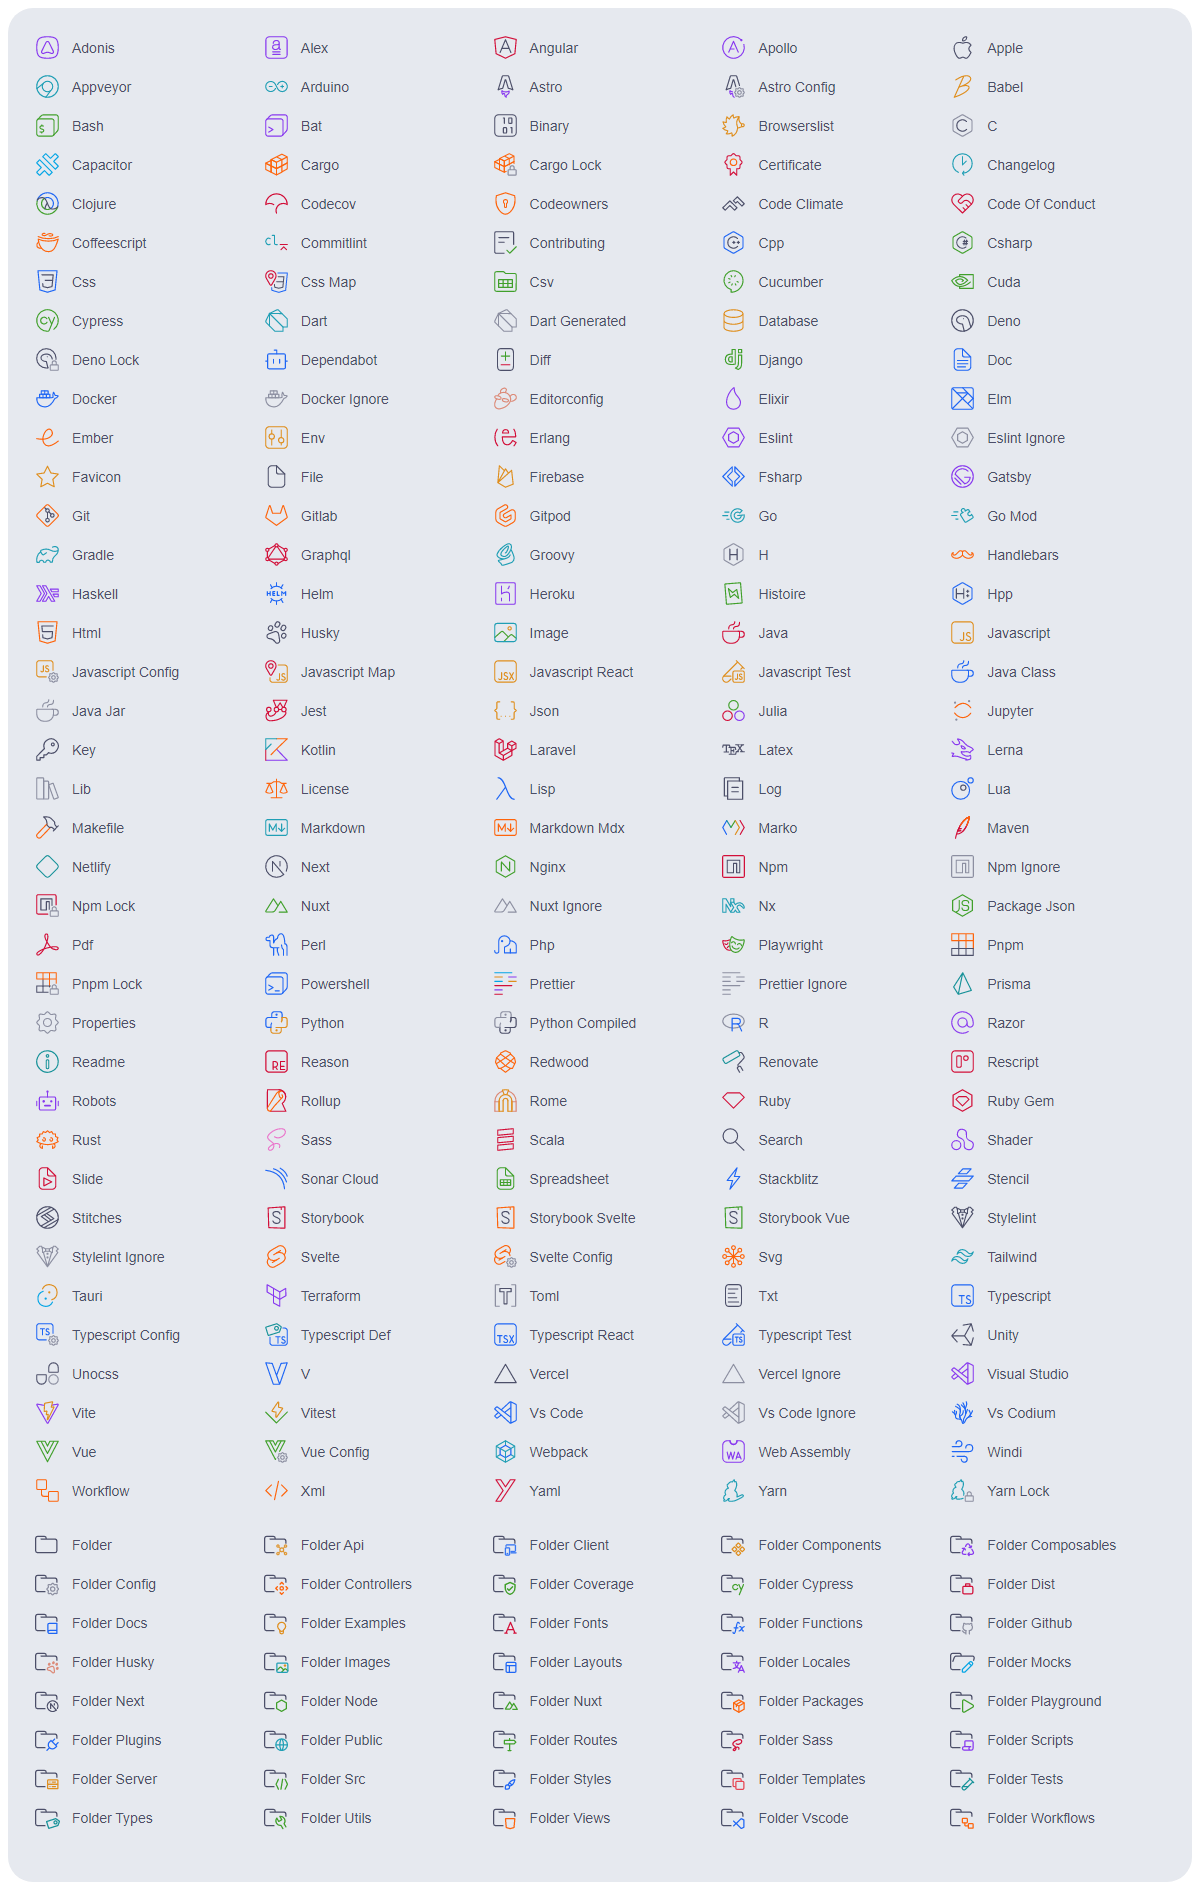 Adonis Alex Angular Apollo Apple
Appveyor Arduino Astro Astro Config Babel
Bash Bat Binary Browserslist C
Capacitor Cargo Cargo Lock Certificate Changelog
Clojure Codecov Codeowners Code Climate Code Of Conduct
Coffeescript Commitlint Contributing Cpp Csharp
Css Css Map Csv Cucumber Cuda
Cypress Dart Dart Generated Database Deno
Deno Lock Dependabot Diff Django Doc
Docker Docker Ignore Editorconfig Elixir Elm
Ember Env Erlang Eslint Eslint Ignore
Favicon File Firebase Fsharp Gatsby
Git Gitlab Gitpod Go Go Mod
Gradle Graphql Groovy H Handlebars
Haskell Helm Heroku Histoire Hpp
Html Husky Image Java Javascript
Javascript Config Javascript Map Javascript React Javascript Test Java Class
Java Jar Jest Json Julia Jupyter
Key Kotlin Laravel Latex Lerna
Lib License Lisp Log Lua
Makefile Markdown Markdown Mdx Marko Maven
Netlify Next Nginx Npm Npm Ignore
Npm Lock Nuxt Nuxt Ignore Nx Package Json
Pdf Perl Php Playwright Pnpm
Pnpm Lock Powershell Prettier Prettier Ignore Prisma
Properties Python Python Compiled R Razor
Readme Reason Redwood Renovate Rescript
Robots Rollup Rome Ruby Ruby Gem
Rust Sass Scala Search Shader
Slide Sonar Cloud Spreadsheet Stackblitz Stencil
Stitches Storybook Storybook Svelte Storybook Vue Stylelint
Stylelint Ignore Svelte Svelte Config Svg Tailwind
Tauri Terraform Toml Txt Typescript
Typescript Config Typescript Def Typescript React Typescript Test Unity
Unocss V Vercel Vercel Ignore Visual Studio
Vite Vitest Vs Code Vs Code Ignore Vs Codium
Vue Vue Config Webpack Web Assembly Windi
Workflow Xml Yaml Yarn Yarn Lock
Folder Folder Api Folder Client Folder Components Folder Composables
Folder Config Folder Controllers Folder Coverage Folder Cypress Folder Dist
Folder Docs Folder Examples Folder Fonts Folder Functions Folder Github
Folder Husky Folder Images Folder Layouts Folder Locales Folder Mocks
Folder Next Folder Node Folder Nuxt Folder Packages Folder Playground
Folder Plugins Folder Public Folder Routes Folder Sass Folder Scripts
Folder Server Folder Src Folder Styles Folder Templates Folder Tests
Folder Types Folder Utils Folder Views Folder Vscode Folder Workflows